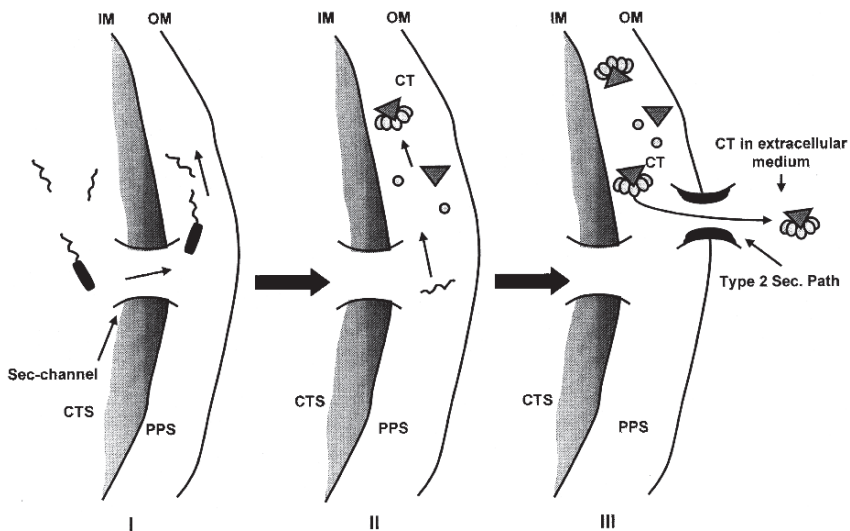 IM OM
Sec-channel
CTS
PPS
I
IM OM
CT
CTS
PPS
II
IM OM
CT
CT in extracellular
medium
Type 2 Sec. Path
CTS
PPS
III